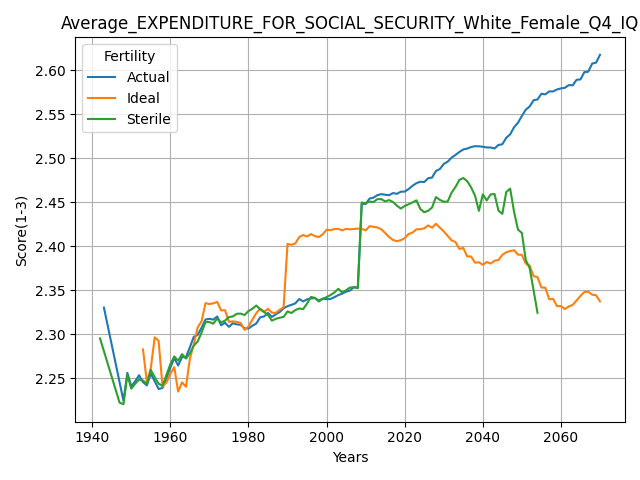 Average_EXPENDITURE_FOR_SOCIAL_SECURITY_White_Female_Q4_IQ
Fertility
Actual
Ideal
Sterile
Score(1-3)
2.60
2.55
2.50
2.45
2.40
2.35
2.30
2.25
1940 1960 1980 2000 2020 2040 2060
Years